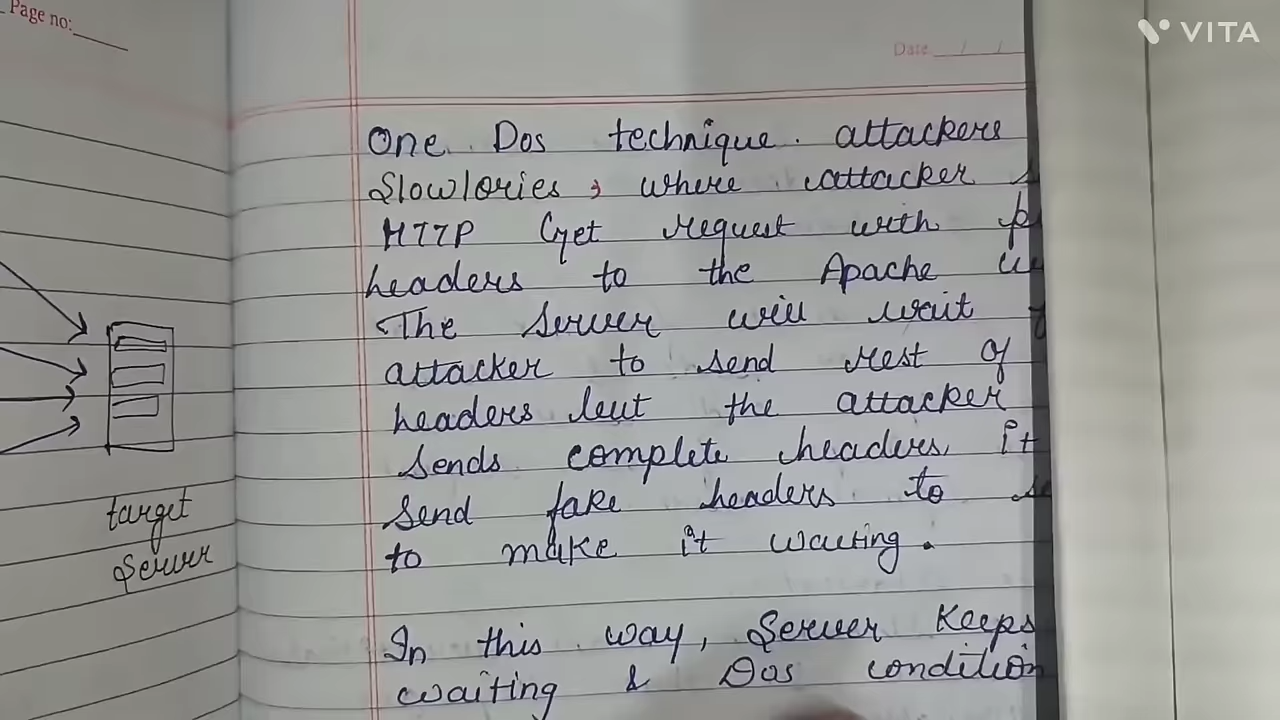 Page no:
VITA
Date / /
target
Server
One Dos technique. attackers
Slowlories, where attacker
HTTP Get request with
headers to the Apache
The Server will wait
attacker to send rest of
headers but the attacker
Sends complete headers, it
Send fake headers to
to make it waiting.
In this way, Server Keeps
waiting & Dos condition